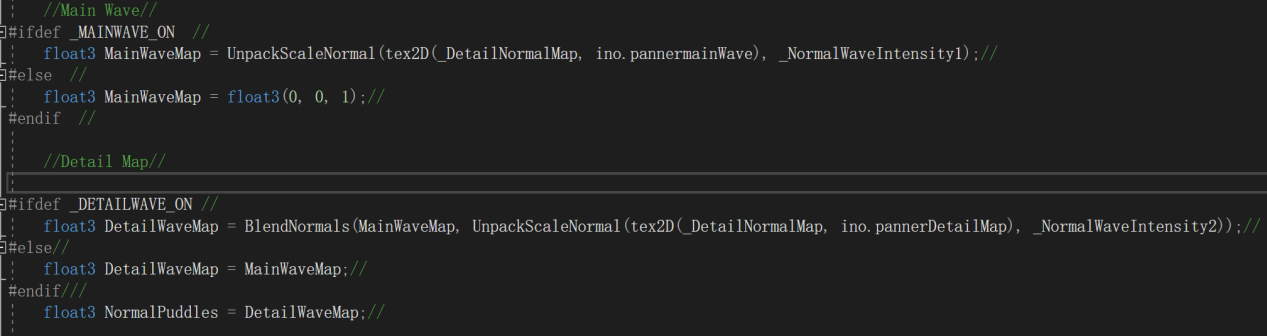 //Main Wave//
#ifdef _MAINWAVE_ON //
float3 MainWaveMap = UnpackScaleNormal(tex2D(_DetailNormalMap, ino.pannermainWave), _NormalWaveIntensity1);//
#else //
float3 MainWaveMap = float3(0, 0, 1);//
#endif //
//Detail Map//
#ifdef _DETAILWAVE_ON //
float3 DetailWaveMap = BlendNormals(MainWaveMap, UnpackScaleNormal(tex2D(_DetailNormalMap, ino.pannerDetailMap), _NormalWaveIntensity2));//
#else//
float3 DetailWaveMap = MainWaveMap;//
#endif///
float3 NormalPuddles = DetailWaveMap;//